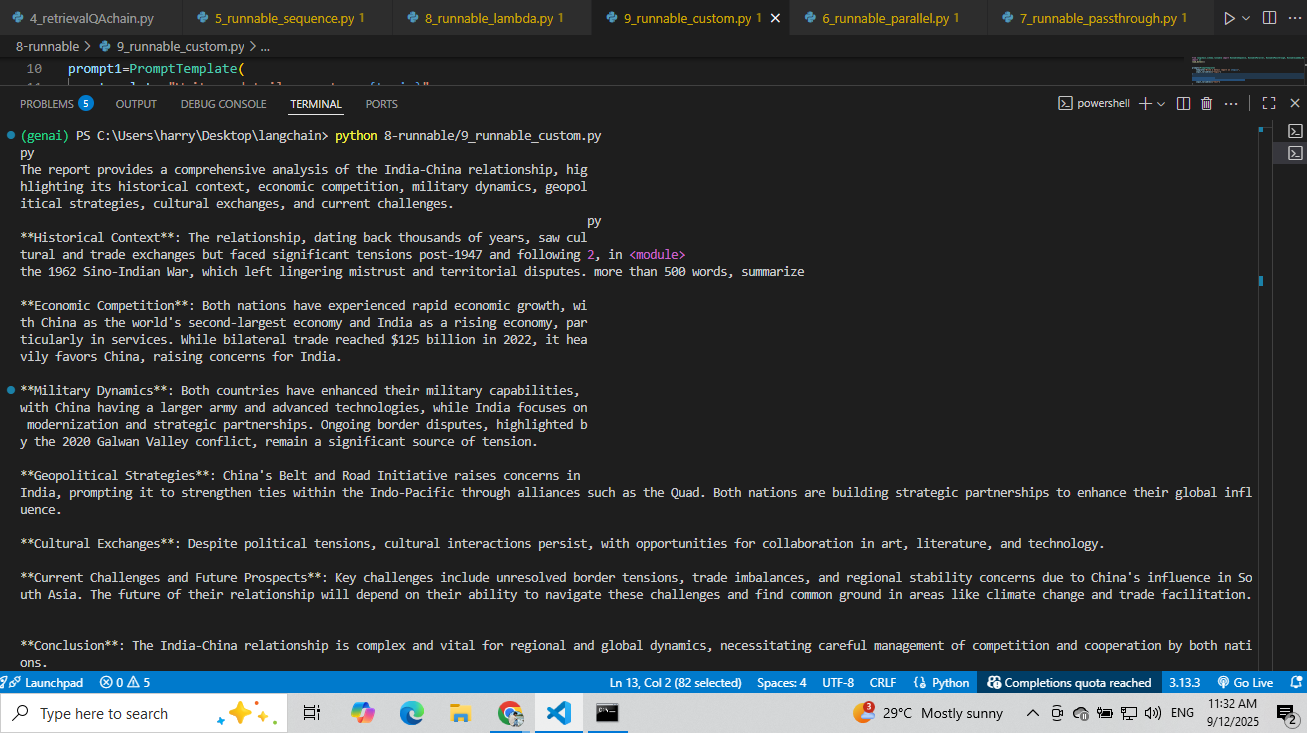 4_retrievalQAchain.py
5_runnable_sequence.py 1
8_runnable_lambda.py 1
9_runnable_custom.py 1
6_runnable_parallel.py 1
7_runnable_passthrough.py 1
8-runnable > 9_runnable_custom.py > ...
10 prompt1=PromptTemplate(
PROBLEMS 5 OUTPUT DEBUG CONSOLE TERMINAL PORTS
powershell
(genai) PS C:\Users\harry\Desktop\langchain> python 8-runnable/9_runnable_custom.py
py
The report provides a comprehensive analysis of the India-China relationship, hig
hlighting its historical context, economic competition, military dynamics, geopol
itical strategies, cultural exchanges, and current challenges.
py
**Historical Context**: The relationship, dating back thousands of years, saw cul
tural and trade exchanges but faced significant tensions post-1947 and following 2, in <module>
the 1962 Sino-Indian War, which left lingering mistrust and territorial disputes. more than 500 words, summarize
**Economic Competition**: Both nations have experienced rapid economic growth, wi
th China as the world's second-largest economy and India as a rising economy, par
ticularly in services. While bilateral trade reached $125 billion in 2022, it hea
vily favors China, raising concerns for India.
**Military Dynamics**: Both countries have enhanced their military capabilities,
with China having a larger army and advanced technologies, while India focuses on
modernization and strategic partnerships. Ongoing border disputes, highlighted b
y the 2020 Galwan Valley conflict, remain a significant source of tension.
**Geopolitical Strategies**: China's Belt and Road Initiative raises concerns in
India, prompting it to strengthen ties within the Indo-Pacific through alliances such as the Quad. Both nations are building strategic partnerships to enhance their global infl
uence.
**Cultural Exchanges**: Despite political tensions, cultural interactions persist, with opportunities for collaboration in art, literature, and technology.
**Current Challenges and Future Prospects**: Key challenges include unresolved border tensions, trade imbalances, and regional stability concerns due to China's influence in So
uth Asia. The future of their relationship will depend on their ability to navigate these challenges and find common ground in areas like climate change and trade facilitation.
**Conclusion**: The India-China relationship is complex and vital for regional and global dynamics, necessitating careful management of competition and cooperation by both nati
ons.
Launchpad 0 5 Ln 13, Col 2 (82 selected) Spaces: 4 UTF-8 CRLF Python Completions quota reached 3.13.3 Go Live
Type here to search
3 29°C Mostly sunny
ENG
11:32 AM
9/12/2025
2